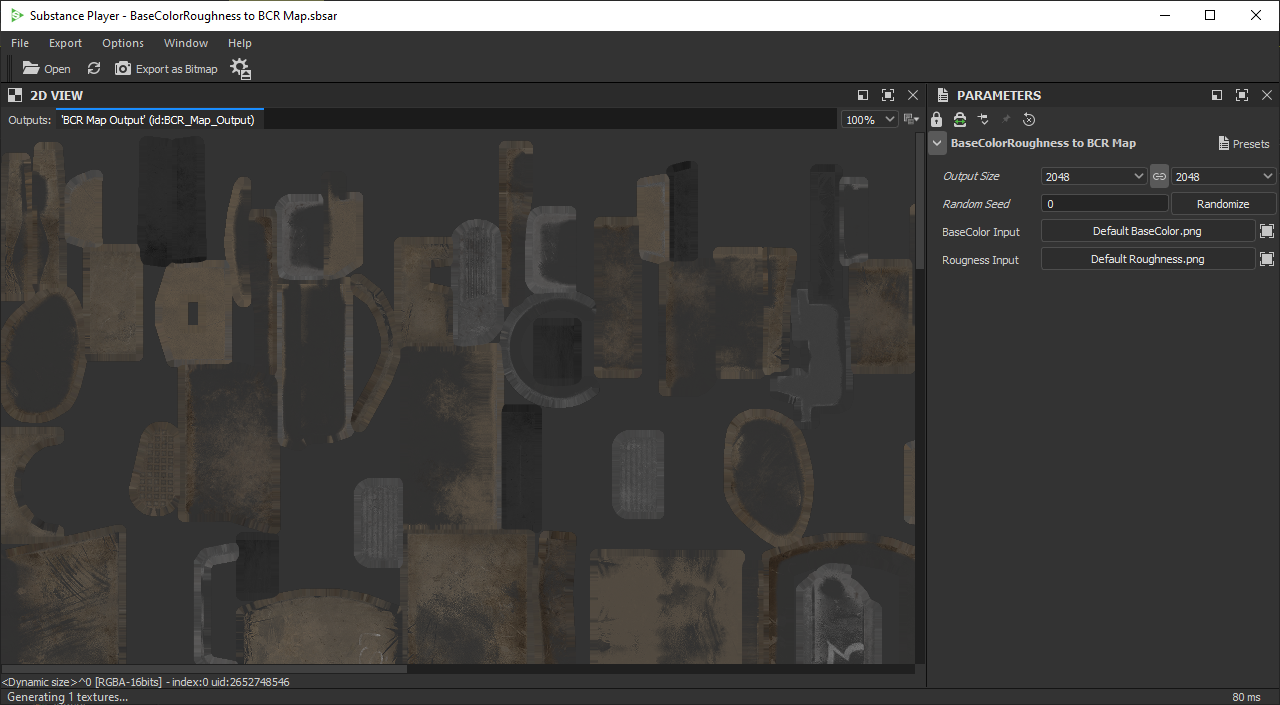 Substance Player - BaseColorRoughness to BCR Map.sbsar
File Export Options Window Help
Open Export as Bitmap
2D VIEW
Outputs: 'BCR Map Output' (id:BCR_Map_Output) 100%
<Dynamic size>^0 [RGBA-16bits] - index:0 uid:2652748546
PARAMETERS
BaseColorRoughness to BCR Map Presets
Output Size 2048 2048
Random Seed 0 Randomize
BaseColor Input Default BaseColor.png
Rougness Input Default Roughness.png
Generating 1 textures... 80 ms